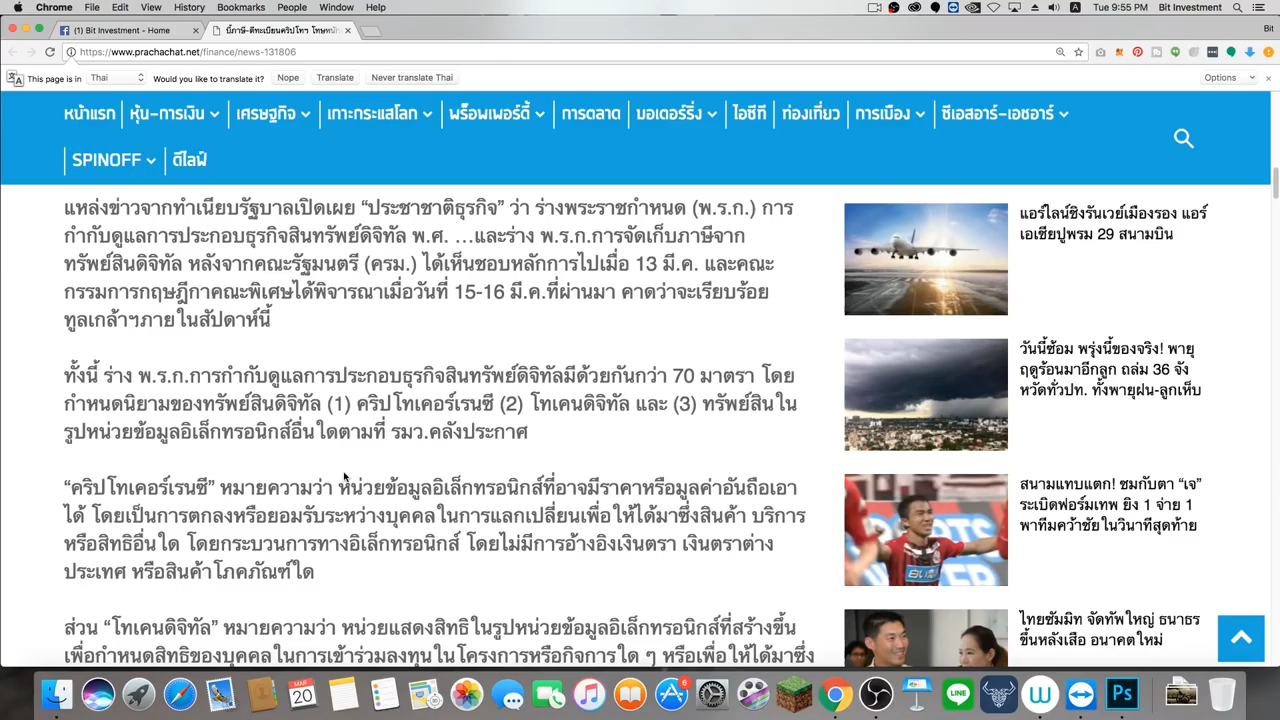 Chrome File Edit View History Bookmarks People Window Help
Tue 9:55 PM Bit Investment
(1) Bit Investment - Home
นี้ภาษี-ตีทะเบียนคริปโทฯ โทษหนัก
Bit
https://www.prachachat.net/finance/news-131806
This page is in Thai Would you like to translate it? Nope Translate Never translate Thai Options
หน้าแรก หุ้น-การเงิน เศรษฐกิจ เกาะกระแสโลก พร็อพเพอร์ตี้ การตลาด มอเตอร์ริ่ง ไอซีที ท่องเที่ยว การเมือง ซีเอสอาร์-เอชอาร์
SPINOFF ดีไลฟ์
แหล่งข่าวจากทำเนียบรัฐบาลเปิดเผย “ประชาชาติธุรกิจ” ว่า ร่างพระราชกำหนด (พ.ร.ก.) การ
กำกับดูแลการประกอบธุรกิจสินทรัพย์ดิจิทัล พ.ศ. …และร่าง พ.ร.ก.การจัดเก็บภาษีจาก
ทรัพย์สินดิจิทัล หลังจากคณะรัฐมนตรี (ครม.) ได้เห็นชอบหลักการไปเมื่อ 13 มี.ค. และคณะ
กรรมการกฤษฎีกาคณะพิเศษได้พิจารณาเมื่อวันที่ 15-16 มี.ค.ที่ผ่านมา คาดว่าจะเรียบร้อย
ทูลเกล้าฯภายในสัปดาห์นี้
ทั้งนี้ ร่าง พ.ร.ก.การกำกับดูแลการประกอบธุรกิจสินทรัพย์ดิจิทัลมีด้วยกันกว่า 70 มาตรา โดย
กำหนดนิยามของทรัพย์สินดิจิทัล (1) คริปโทเคอร์เรนซี (2) โทเคนดิจิทัล และ (3) ทรัพย์สินใน
รูปหน่วยข้อมูลอิเล็กทรอนิกส์อื่นใดตามที่ รมว.คลังประกาศ
“คริปโทเคอร์เรนซี” หมายความว่า หน่วยข้อมูลอิเล็กทรอนิกส์ที่อาจมีราคาหรือมูลค่าอันถือเอา
ได้ โดยเป็นการตกลงหรือยอมรับระหว่างบุคคลในการแลกเปลี่ยนเพื่อให้ได้มาซึ่งสินค้า บริการ
หรือสิทธิอื่นใด โดยกระบวนการทางอิเล็กทรอนิกส์ โดยไม่มีการอ้างอิงเงินตรา เงินตราต่าง
ประเทศ หรือสินค้าโภคภัณฑ์ใด
ส่วน “โทเคนดิจิทัล” หมายความว่า หน่วยแสดงสิทธิในรูปหน่วยข้อมูลอิเล็กทรอนิกส์ที่สร้างขึ้น
เพื่อกำหนดสิทธิของบุคคลในการเข้าร่วมลงทุนในโครงการหรือกิจการใด ๆ หรือเพื่อให้ได้มาซึ่ง
แอร์ไลน์ชิงรันเวย์เมืองรอง แอร์
เอเชียปูพรม 29 สนามบิน
วันนี้ซ้อม พรุ่งนี้ของจริง! พายุ
ฤดูร้อนมาอีกลูก ถล่ม 36 จัง
หวัดทั่วปท. ทั้งพายุฝน-ลูกเห็บ
สนามแทบแตก! ชมกับตา “เจ”
ระเบิดฟอร์มเทพ ยิง 1 จ่าย 1
พาทีมคว้าชัยในวินาทีสุดท้าย
ไทยซัมมิท จัดทัพใหญ่ ธนาธร
ขึ้นหลังเสือ อนาคตใหม่
MAR
20
6
LINE
W
Ps